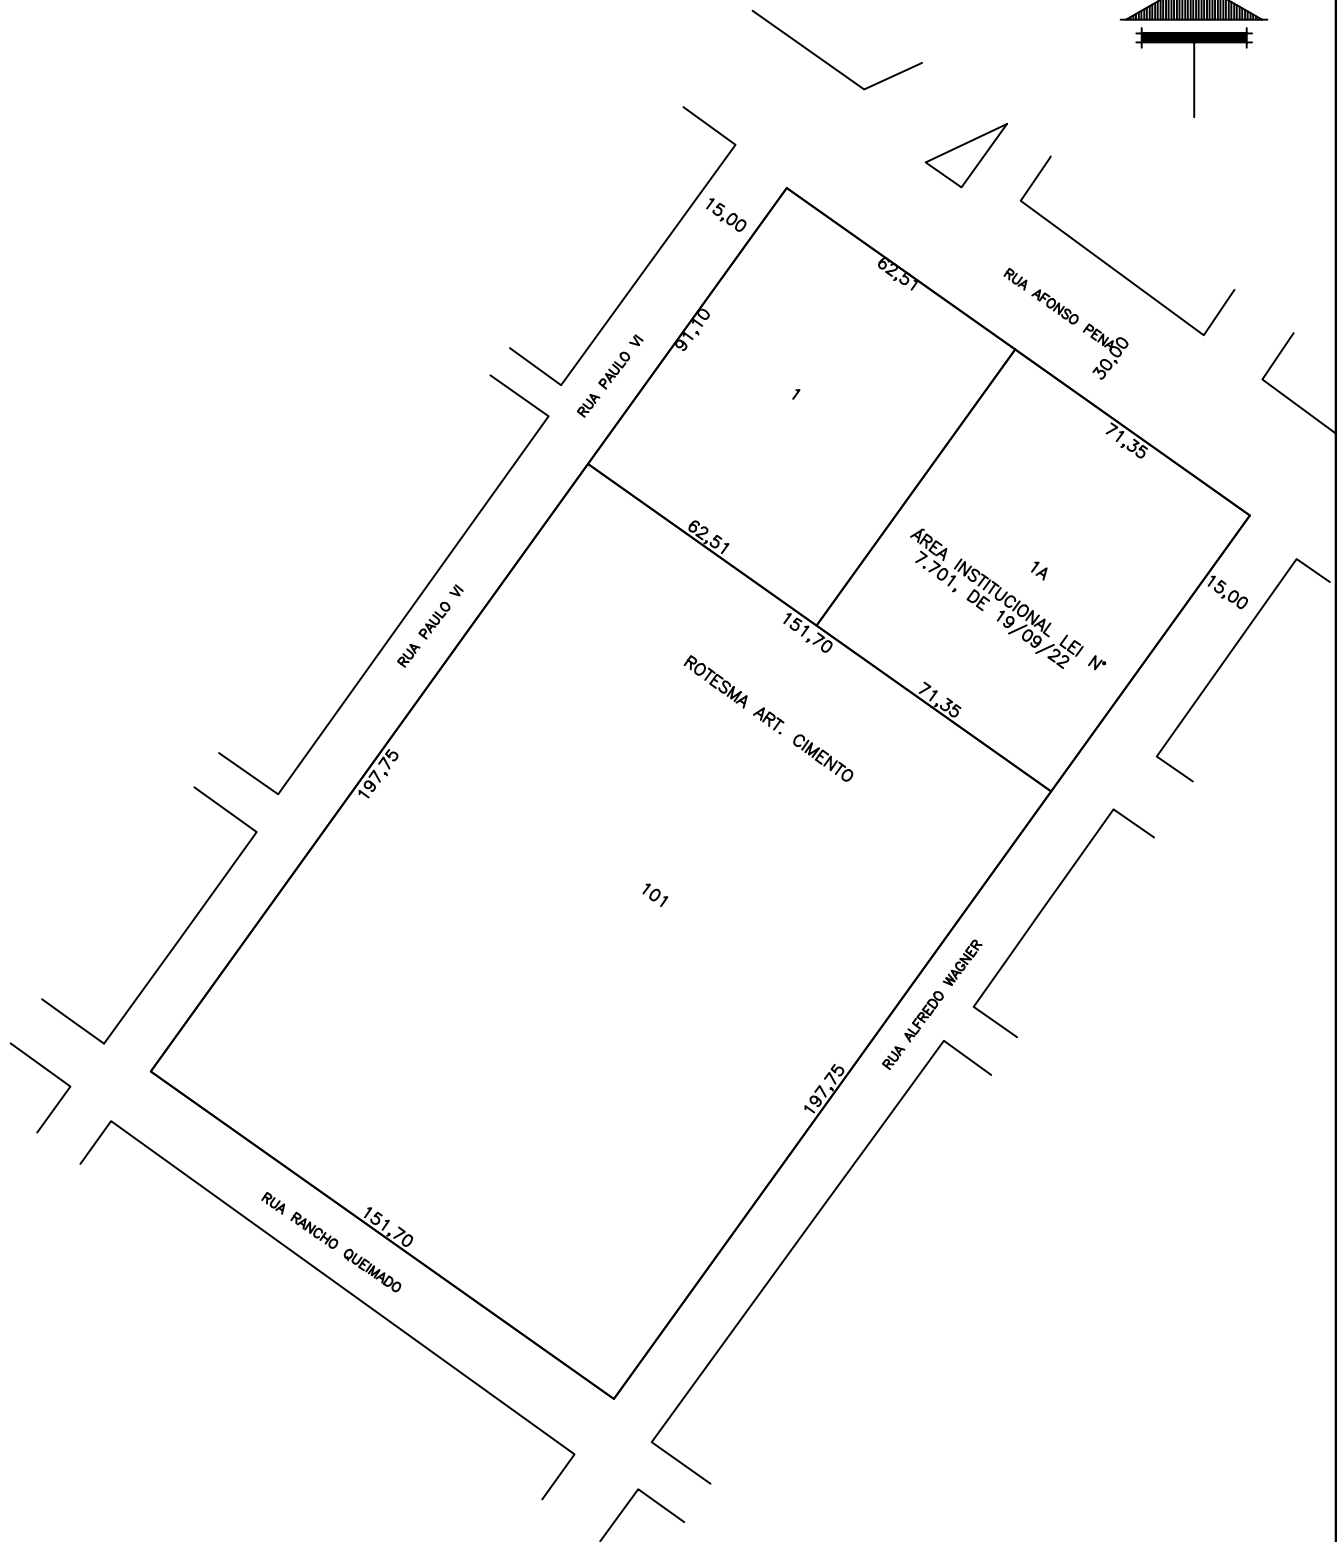 15,00
62,51
RUA AFONSO PENA
30,00
91,10
RUA PAULO VI
1
71,35
62,51
1A
ÁREA INSTITUCIONAL LEI N°
7.701, DE 19/09/22
15,00
RUA PAULO VI
151,70
71,35
ROTESMA ART. CIMENTO
197,75
101
RUA ALFREDO WAGNER
197,75
151,70
RUA RANCHO QUEIMADO